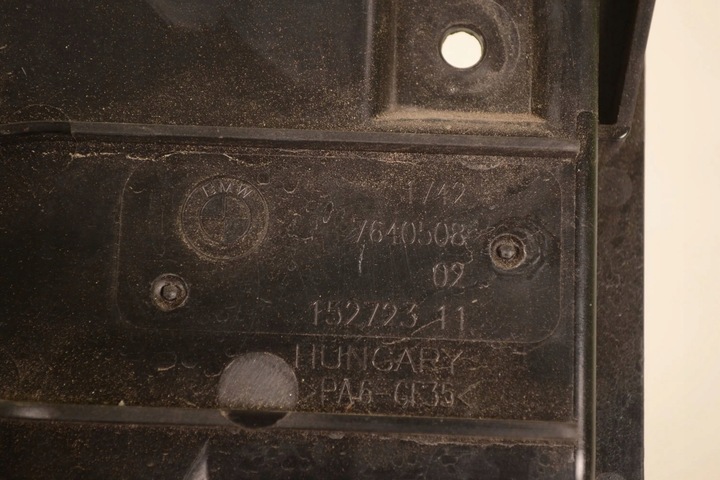 BMW
1742
7640508
02
152723 11
HUNGARY
>PA6-GF35<